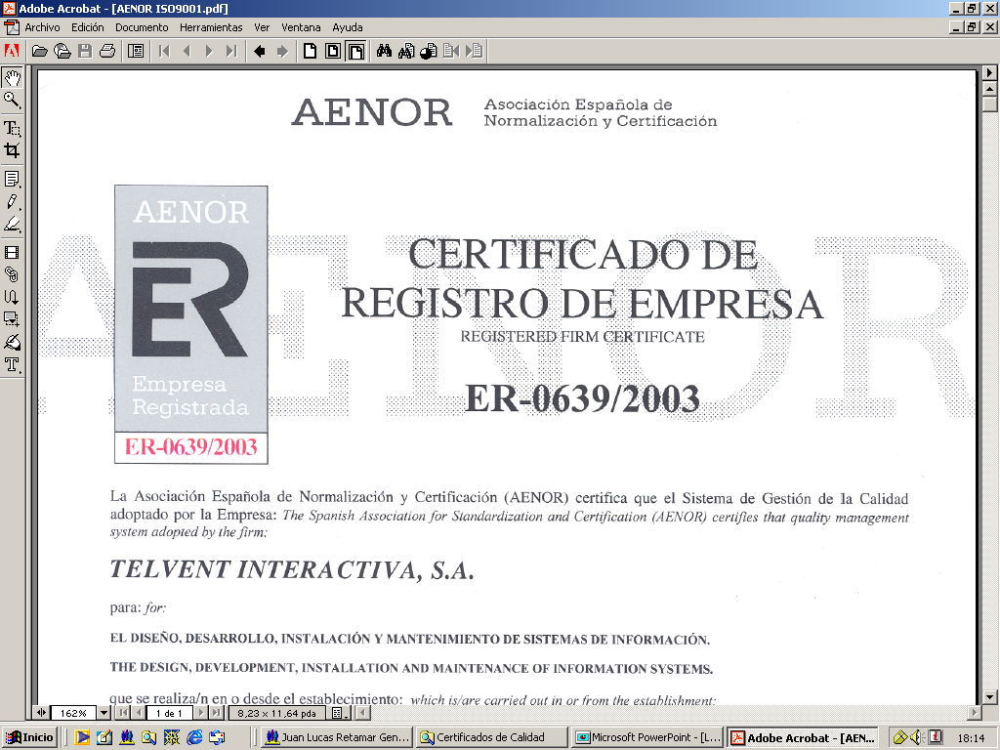 Adobe Acrobat - [AENOR ISO9001.pdf]
Archivo Edición Documento Herramientas Ver Ventana Ayuda
AENOR
Asociación Española de
Normalización y Certificación
AENOR
ER
Empresa
Registrada
ER-0639/2003
AENOR
CERTIFICADO DE
REGISTRO DE EMPRESA
REGISTERED FIRM CERTIFICATE
ER-0639/2003
La Asociación Española de Normalización y Certificación (AENOR) certifica que el Sistema de Gestión de la Calidad
adoptado por la Empresa: The Spanish Association for Standardization and Certification (AENOR) certifies that quality management
system adopted by the firm:
TELVENT INTERACTIVA, S.A.
para: for:
EL DISEÑO, DESARROLLO, INSTALACIÓN Y MANTENIMIENTO DE SISTEMAS DE INFORMACIÓN.
THE DESIGN, DEVELOPMENT, INSTALLATION AND MAINTENANCE OF INFORMATION SYSTEMS.
que se realiza/n en o desde el establecimiento: which is/are carried out in or from the establishment:
162% 1 de 1 8,23 x 11,64 pda
Inicio Juan Lucas Retamar Gen... Certificados de Calidad Microsoft PowerPoint - [L... Adobe Acrobat - [AEN... 18:14